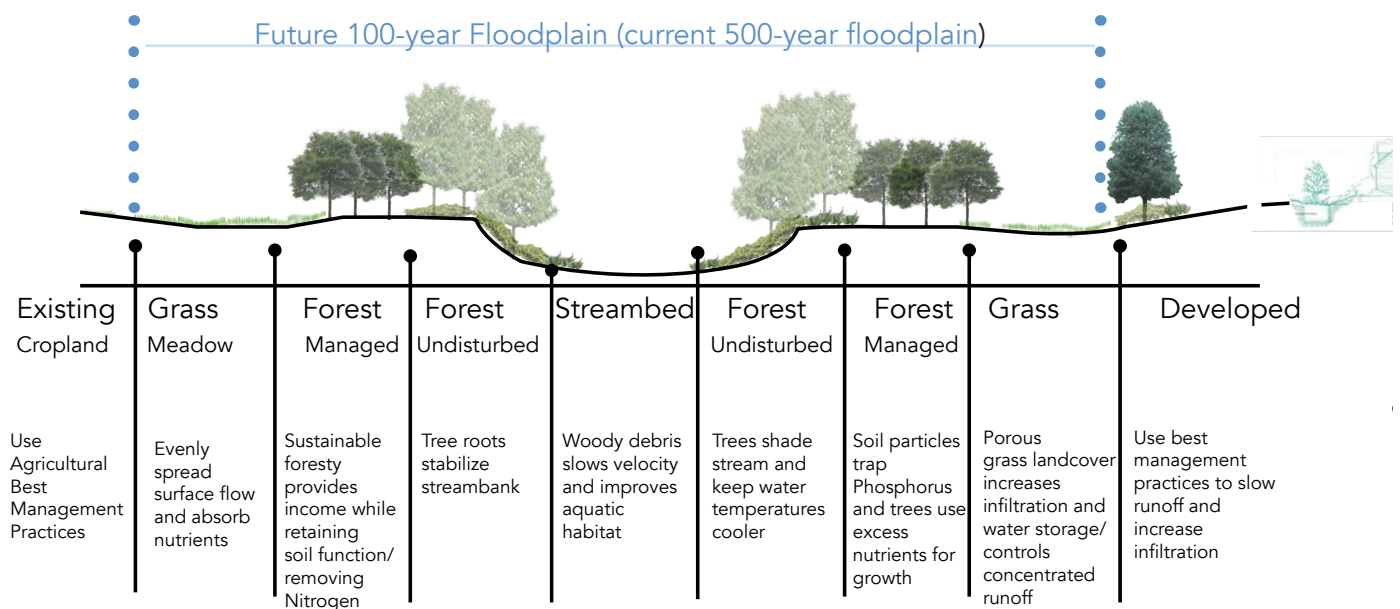 Future 100-year Floodplain (current 500-year floodplain)
Existing
Cropland
Use
Agricultural
Best
Management
Practices
Grass
Meadow
Evenly
spread
surface flow
and absorb
nutrients
Forest
Managed
Sustainable
foresty
provides
income while
retaining
soil function/
removing
Nitrogen
Forest
Undisturbed
Tree roots
stabilize
streambank
Streambed
Woody debris
slows velocity
and improves
aquatic
habitat
Forest
Undisturbed
Trees shade
stream and
keep water
temperatures
cooler
Forest
Managed
Soil particles
trap
Phosphorus
and trees use
excess
nutrients for
growth
Grass
Porous
grass landcover
increases
infiltration and
water storage/
controls
concentrated
runoff
Developed
Use best
management
practices to slow
runoff and
increase
infiltration